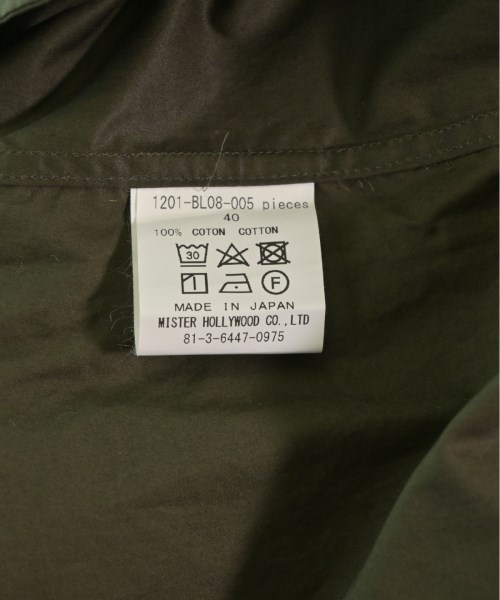 1201-BL08-005 pieces
40
100% COTON COTTON
30
F
MADE IN JAPAN
MISTER HOLLYWOOD CO.,LTD
81-3-6447-0975